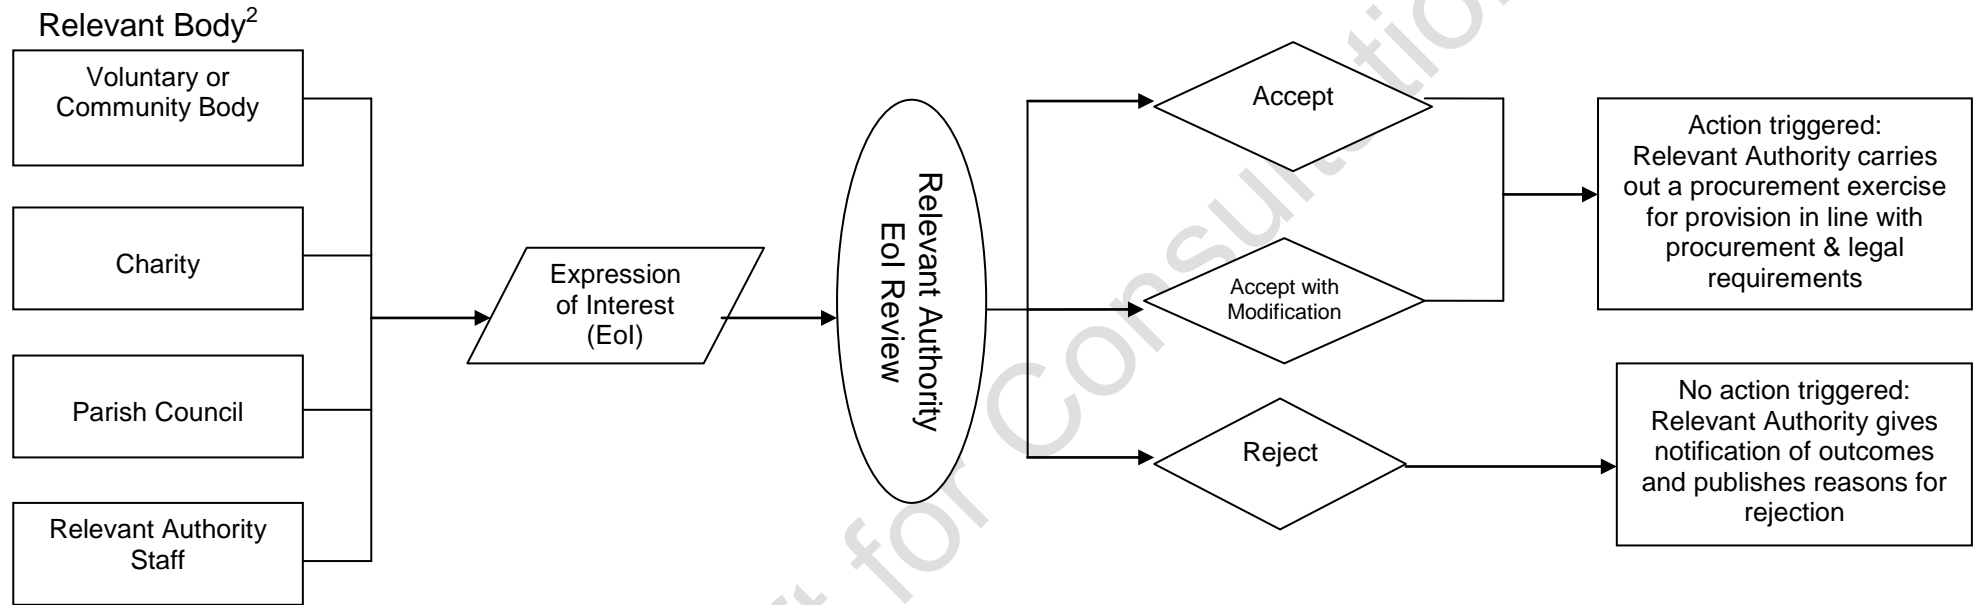 Relevant Body2
Voluntary or
Community Body
Charity
Parish Council
Relevant Authority
Staff
Expression
of Interest
(EoI)
Relevant Authority
EoI Review
Accept
Accept with
Modification
Reject
Action triggered:
Relevant Authority carries
out a procurement exercise
for provision in line with
procurement & legal
requirements
No action triggered:
Relevant Authority gives
notification of outcomes
and publishes reasons for
rejection
for Consultation